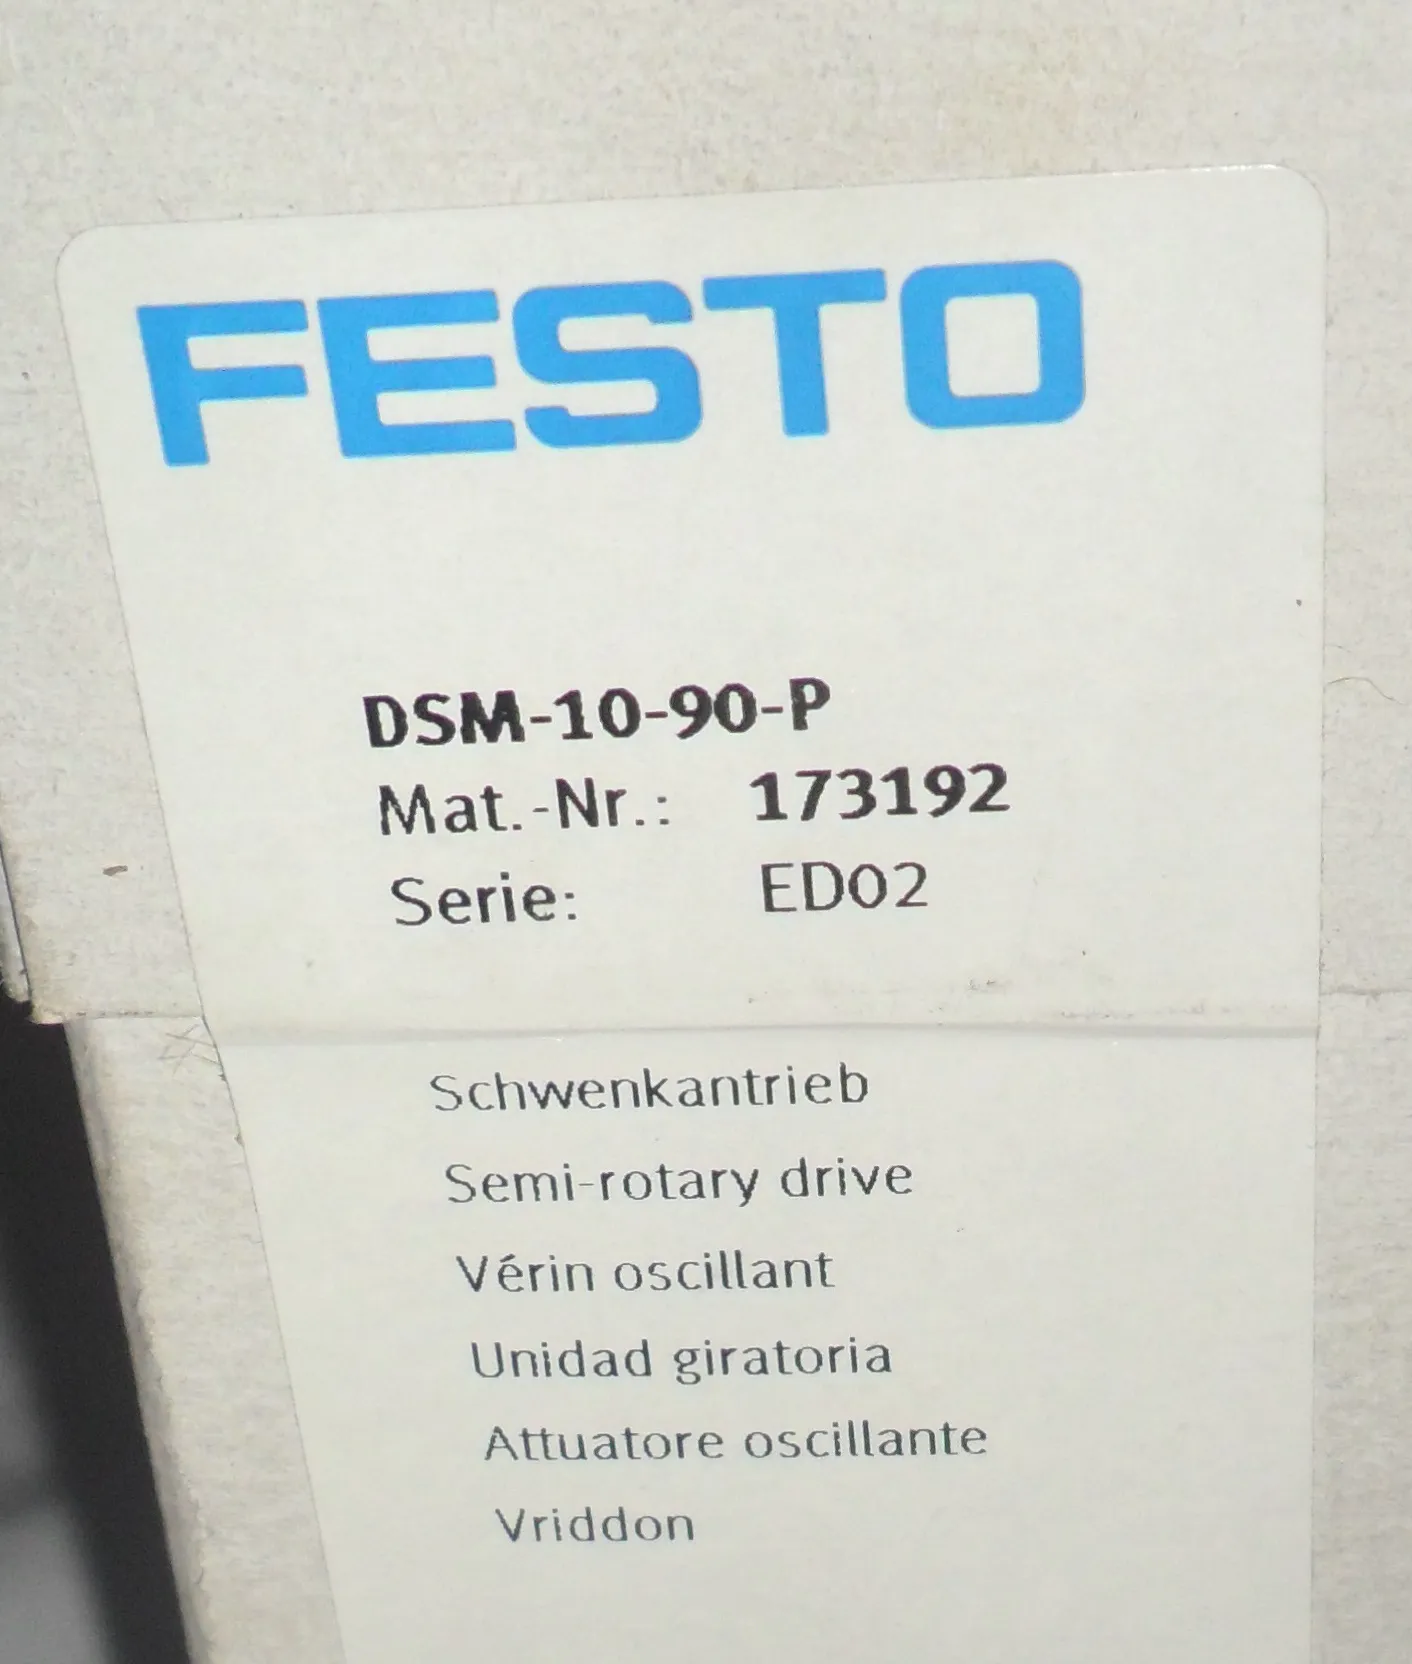 FESTO
DSM-10-90-P
Mat.-Nr.: 173192
Serie: ED02
Schwenkantrieb
Semi-rotary drive
Vérin oscillant
Unidad giratoria
Attuatore oscillante
Vriddon